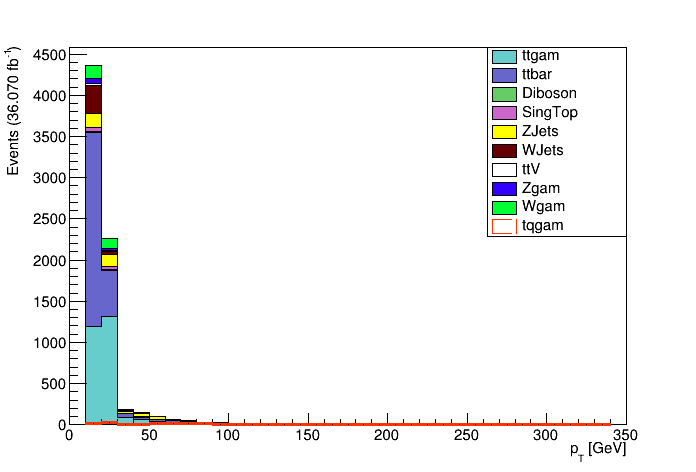 Events (36.070 fb⁻¹)
4500
4000
3500
3000
2500
2000
1500
1000
500
0
0 50 100 150 200 250 300 350
p_T [GeV]
ttgam
ttbar
Diboson
SingTop
ZJets
WJets
ttV
Zgam
Wgam
tqgam